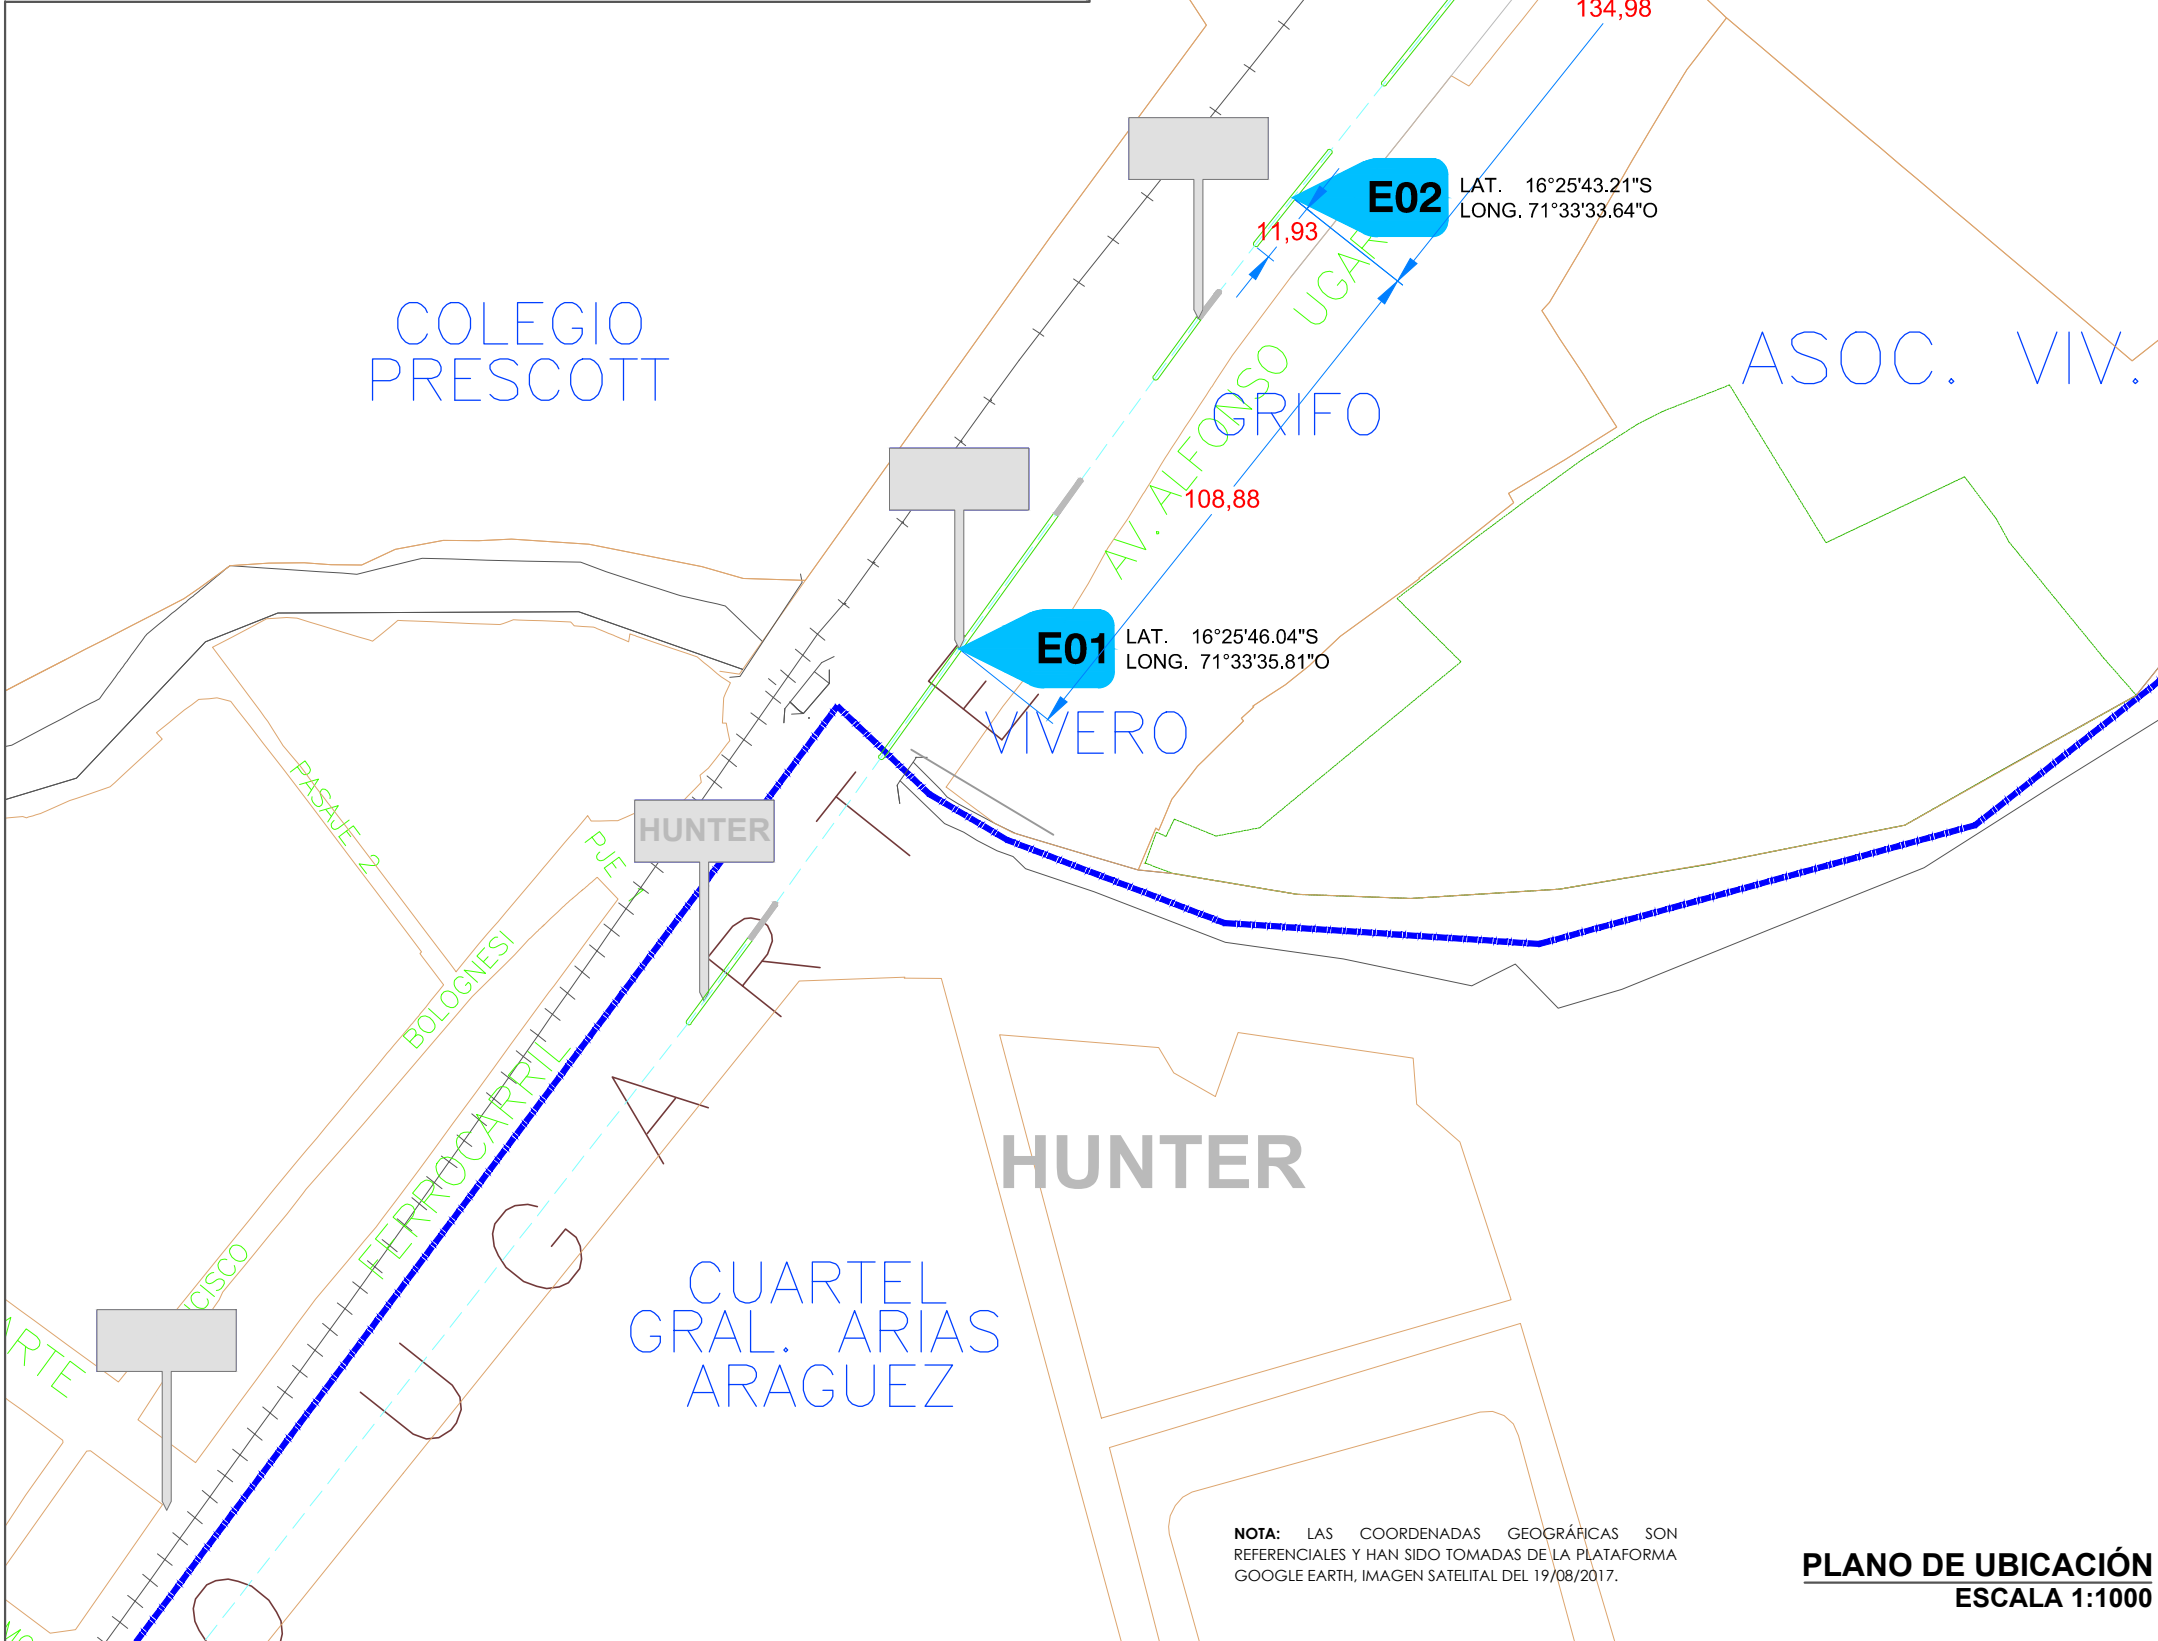 134,98
E02
LAT. 16°25'43.21"S
LONG. 71°33'33.64"O
11,93
COLEGIO
PRESCOTT
ASOC. VIV.
GRIFO
AV. ALFONSO UGAR
108,88
E01
LAT. 16°25'46.04"S
LONG. 71°33'35.81"O
VIVERO
PASAJE 2
PJE
HUNTER
BOLOGNESI
FERROCARRIL
HUNTER
CISCO
CUARTEL
GRAL. ARIAS
ARAGUEZ
ARTE
O U G A R T E
NOTA: LAS COORDENADAS GEOGRÁFICAS SON
REFERENCIALES Y HAN SIDO TOMADAS DE LA PLATAFORMA
GOOGLE EARTH, IMAGEN SATELITAL DEL 19/08/2017.
PLANO DE UBICACIÓN
ESCALA 1:1000